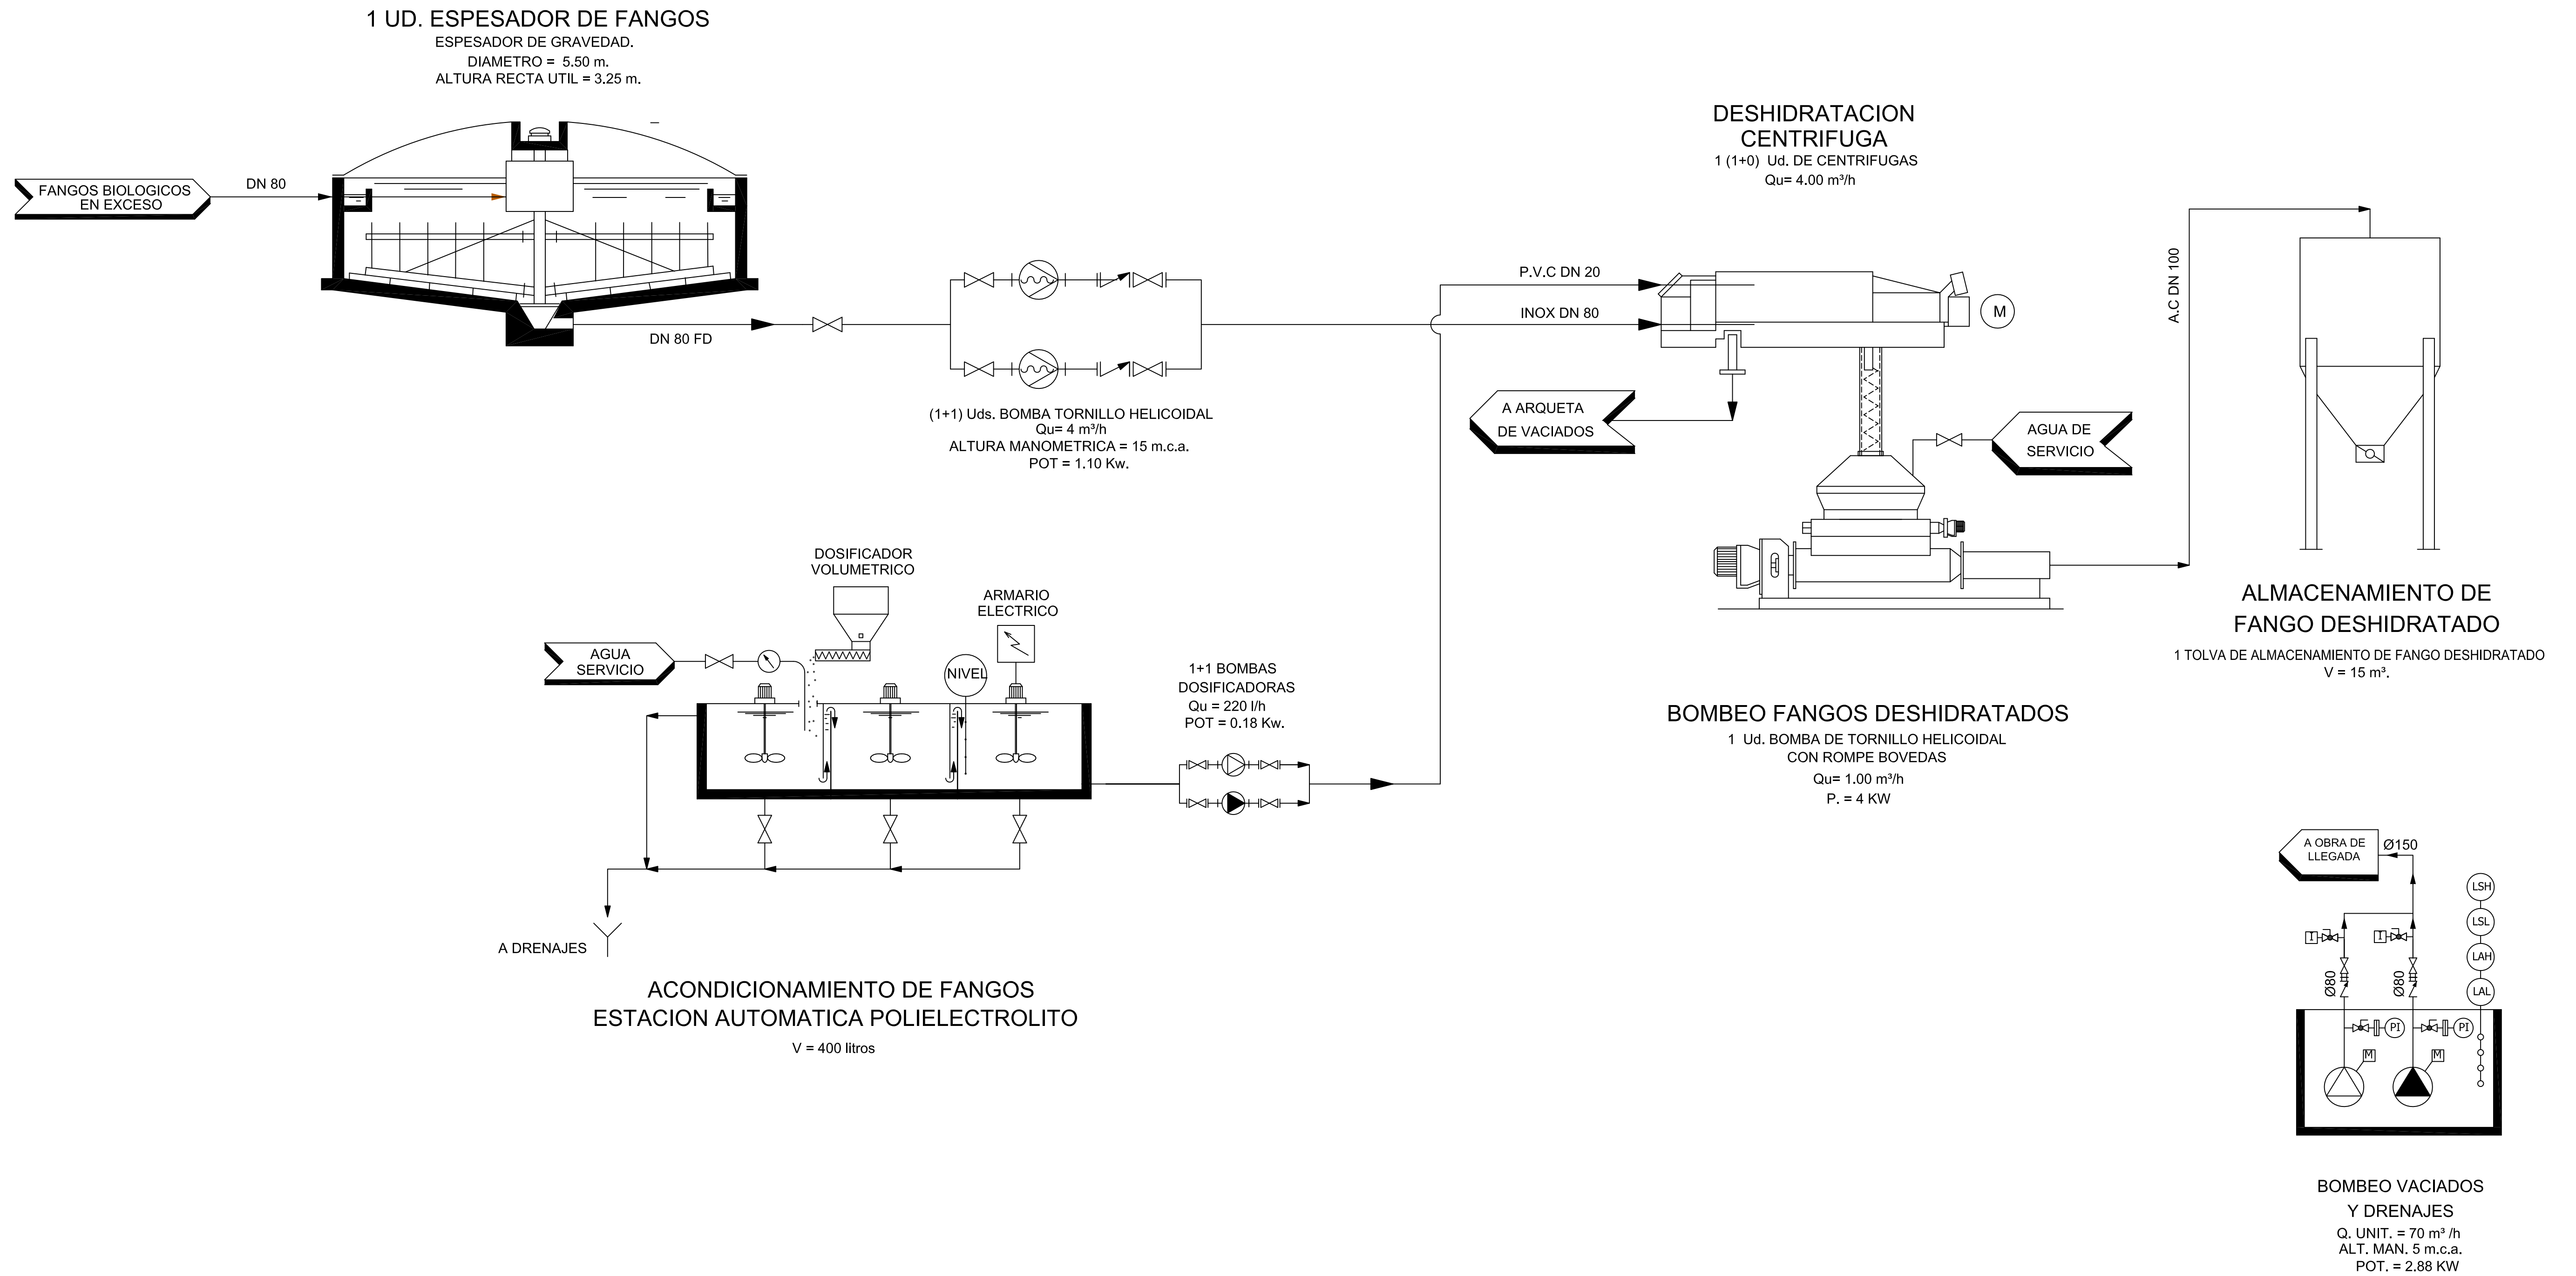 1 UD. ESPESADOR DE FANGOS
ESPESADOR DE GRAVEDAD.
DIAMETRO = 5.50 m.
ALTURA RECTA UTIL = 3.25 m.
FANGOS BIOLOGICOS
EN EXCESO
DN 80
DN 80 FD
(1+1) Uds. BOMBA TORNILLO HELICOIDAL
Qu= 4 m³/h
ALTURA MANOMETRICA = 15 m.c.a.
POT = 1.10 Kw.
DESHIDRATACION
CENTRIFUGA
1 (1+0) Ud. DE CENTRIFUGAS
Qu= 4.00 m³/h
P.V.C DN 20
INOX DN 80
M
A ARQUETA
DE VACIADOS
AGUA DE
SERVICIO
A.C DN 100
ALMACENAMIENTO DE
FANGO DESHIDRATADO
1 TOLVA DE ALMACENAMIENTO DE FANGO DESHIDRATADO
V = 15 m³.
BOMBEO FANGOS DESHIDRATADOS
1 Ud. BOMBA DE TORNILLO HELICOIDAL
CON ROMPE BOVEDAS
Qu= 1.00 m³/h
P. = 4 KW
DOSIFICADOR
VOLUMETRICO
ARMARIO
ELECTRICO
AGUA
SERVICIO
NIVEL
1+1 BOMBAS
DOSIFICADORAS
Qu = 220 l/h
POT = 0.18 Kw.
A DRENAJES
ACONDICIONAMIENTO DE FANGOS
ESTACION AUTOMATICA POLIELECTROLITO
V = 400 litros
A OBRA DE
LLEGADA
Ø150
LSH
LSL
LAH
LAL
I
I
Ø80
Ø80
PI
PI
M
M
BOMBEO VACIADOS
Y DRENAJES
Q. UNIT. = 70 m³ /h
ALT. MAN. 5 m.c.a.
POT. = 2.88 KW